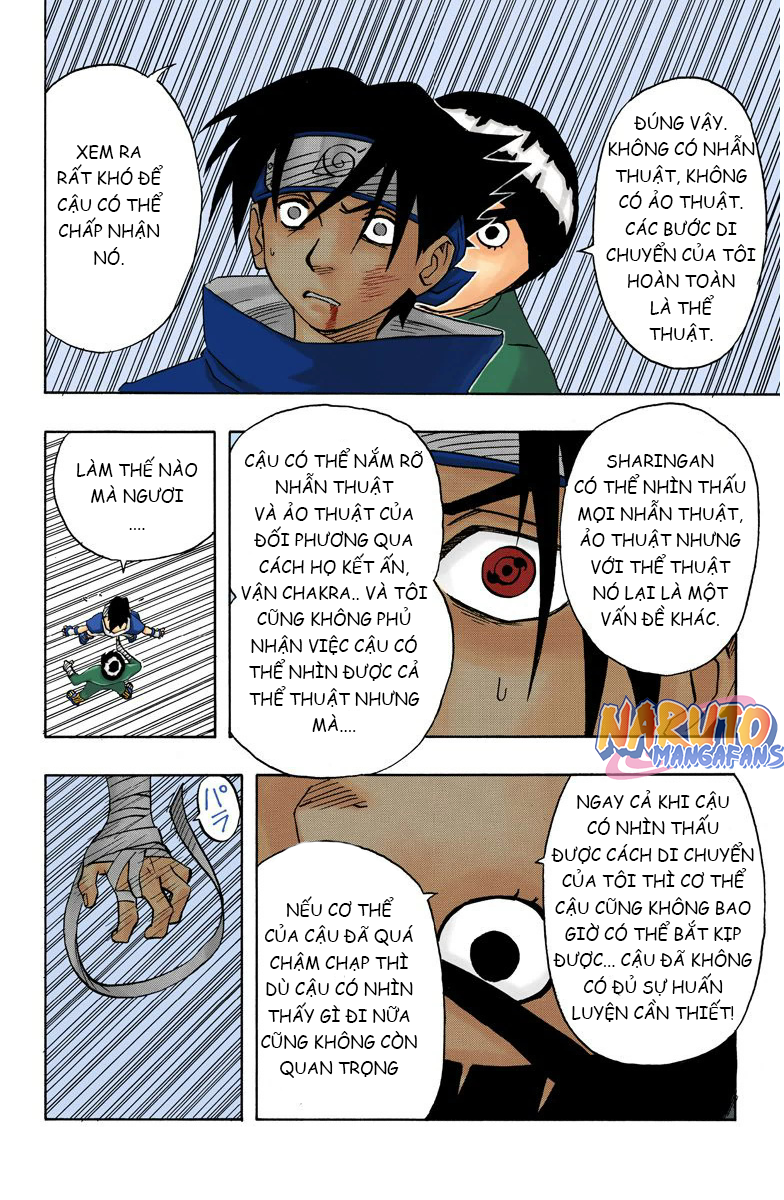 ĐÚNG VẬY.
KHÔNG CÓ NHẪN
THUẬT, KHÔNG
CÓ ẢO THUẬT.
CÁC BƯỚC DI
CHUYỂN CỦA TÔI
HOÀN TOÀN
LÀ THỂ
THUẬT.
XEM RA
RẤT KHÓ ĐỂ
CẬU CÓ THỂ
CHẤP NHẬN
NÓ.
SHARINGAN
CÓ THỂ NHÌN THẤU
MỌI NHẪN THUẬT,
ẢO THUẬT NHƯNG
VỚI THỂ THUẬT
NÓ LẠI LÀ MỘT
VẤN ĐỀ KHÁC.
CẬU CÓ THỂ NẮM RÕ
NHẪN THUẬT
VÀ ẢO THUẬT CỦA
ĐỐI PHƯƠNG QUA
CÁCH HỌ KẾT ẤN,
VẬN CHAKRA.. VÀ TÔI
CŨNG KHÔNG PHỦ
NHẬN VIỆC CẬU CÓ
THỂ NHÌN ĐƯỢC CẢ
THỂ THUẬT NHƯNG
MÀ....
LÀM THẾ NÀO
MÀ NGƯƠI
....
NARUTO
MANGAFANS
NGAY CẢ KHI CẬU
CÓ NHÌN THẤU
ĐƯỢC CÁCH DI CHUYỂN
CỦA TÔI THÌ CƠ THỂ
CẬU CŨNG KHÔNG BAO
GIỜ CÓ THỂ BẮT KỊP
ĐƯỢC... CẬU ĐÃ KHÔNG
CÓ ĐỦ SỰ HUẤN
LUYỆN CẦN THIẾT!
NẾU CƠ THỂ
CỦA CẬU ĐÃ QUÁ
CHẬM CHẠP THÌ
DÙ CẬU CÓ NHÌN
THẤY GÌ ĐI NỮA
CŨNG KHÔNG CÒN
QUAN TRỌNG
パラ